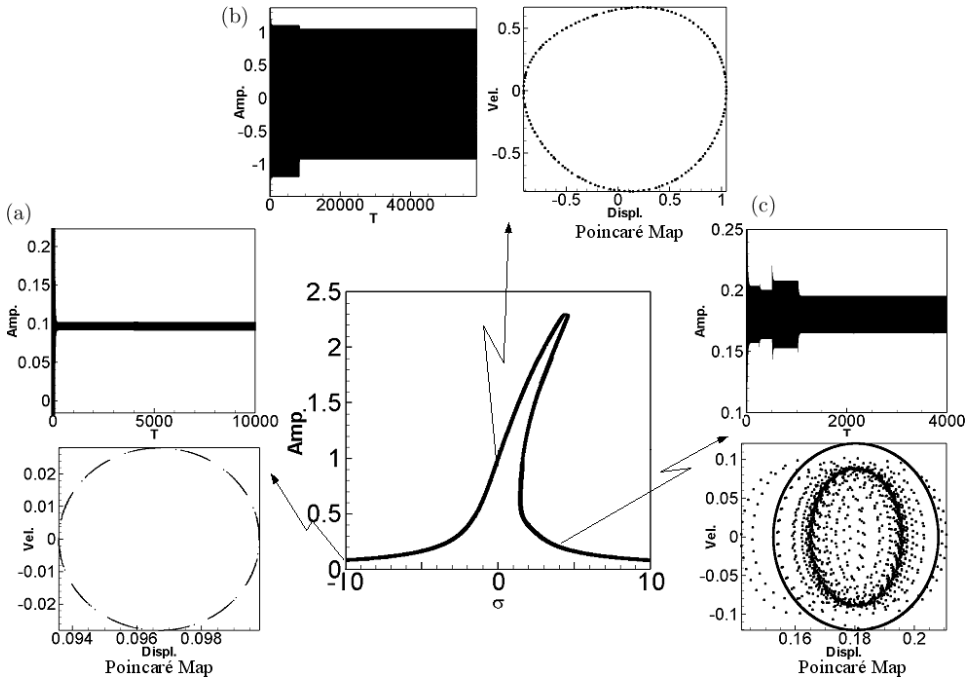 (b)
Amp.
1
0.5
0
-0.5
-1
0 20000 40000
T
Vel.
0.5
0
-0.5
-0.5 0 0.5 1
Displ.
Poincaré Map
(a)
Amp.
0.2
0.15
0.1
0.05
0
0 5000 10000
T
Vel.
0.02
0.01
0
-0.01
-0.02
0.094 0.096 0.098
Displ.
Poincaré Map
Amp.
2.5
2
1.5
1
0.5
0
-10 0 10
σ
(c)
Amp.
0.25
0.2
0.15
0.1
0 2000 4000
T
Vel.
0.1
0.05
0
-0.05
-0.1
0.16 0.18 0.2
Displ.
Poincaré Map